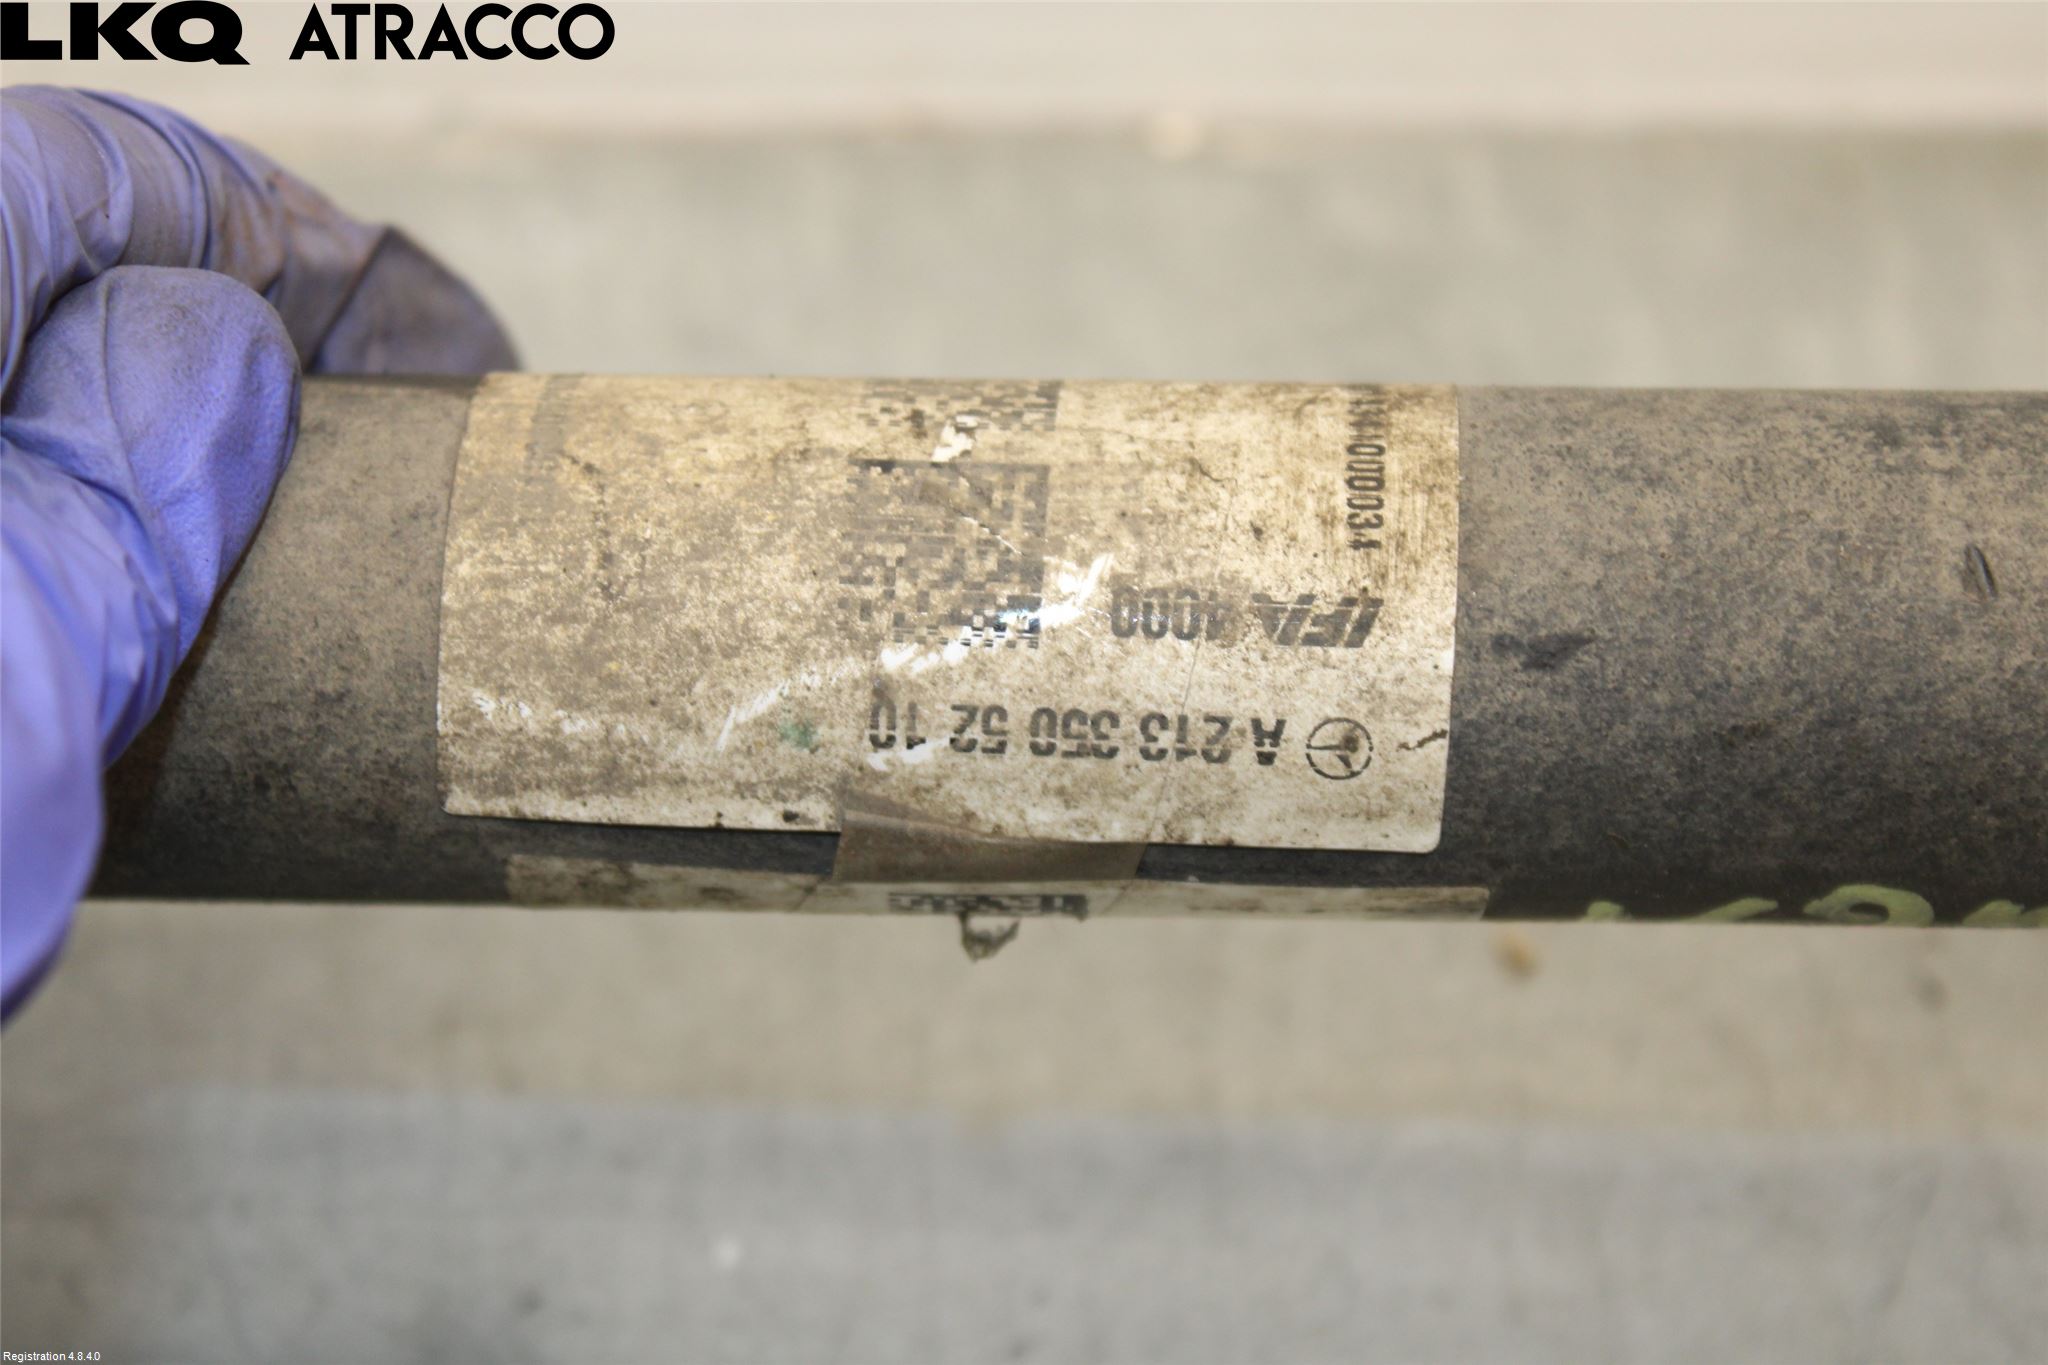 LKQ ATRACCO
A 213 350 52 10
IFA 4000
Registration 4.8.4.0